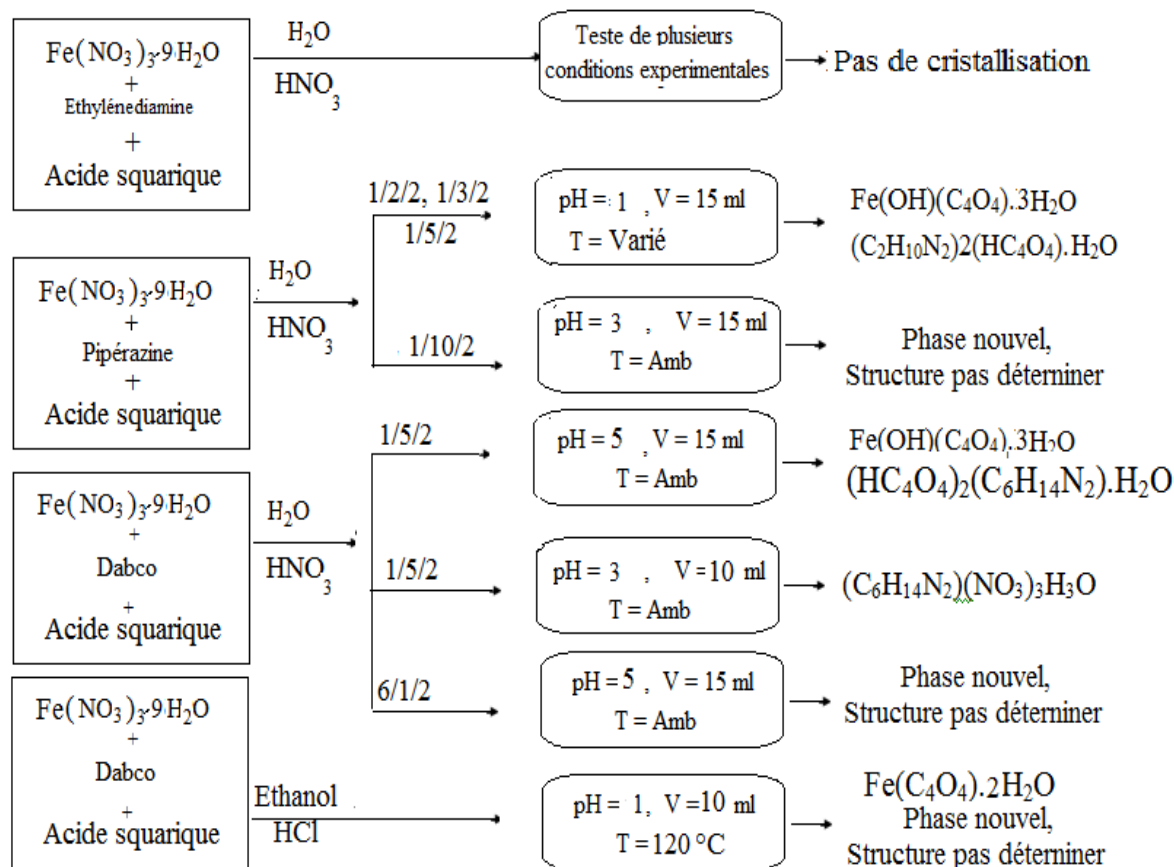 Fe(NO₃)₃·9H₂O
+
Ethylénediamine
+
Acide squarique
H₂O
HNO₃
Teste de plusieurs
conditions experimentales
Pas de cristallisation
Fe(NO₃)₃·9H₂O
+
Pipérazine
+
Acide squarique
H₂O
HNO₃
1/2/2, 1/3/2
1/5/2
pH = 1 , V = 15 ml
T = Varié
Fe(OH)(C₄O₄).3H₂O
(C₂H₁₀N₂)2(HC₄O₄).H₂O
1/10/2
pH = 3 , V = 15 ml
T = Amb
Phase nouvel,
Structure pas déterniner
Fe(NO₃)₃·9H₂O
+
Dabco
+
Acide squarique
H₂O
HNO₃
1/5/2
pH = 5 , V = 15 ml
T = Amb
Fe(OH)(C₄O₄).3H₂O
(HC₄O₄)₂(C₆H₁₄N₂).H₂O
1/5/2
pH = 3 , V =10 ml
T = Amb
(C₆H₁₄N₂)(NO₃)₃H₃O
6/1/2
pH = 5 , V = 15 ml
T = Amb
Phase nouvel,
Structure pas déterniner
Fe(NO₃)₃·9H₂O
+
Dabco
+
Acide squarique
Ethanol
HCl
pH = 1, V =10 ml
T = 120 °C
Fe(C₄O₄).2H₂O
Phase nouvel,
Structure pas déterniner